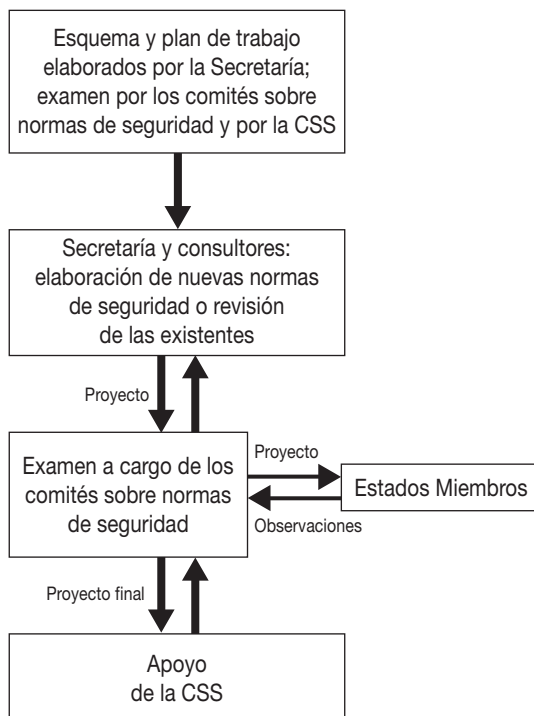 Esquema y plan de trabajo
elaborados por la Secretaría;
examen por los comités sobre
normas de seguridad y por la CSS
Secretaría y consultores:
elaboración de nuevas normas
de seguridad o revisión
de las existentes
Proyecto
Examen a cargo de los
comités sobre normas
de seguridad
Proyecto
Estados Miembros
Observaciones
Proyecto final
Apoyo
de la CSS